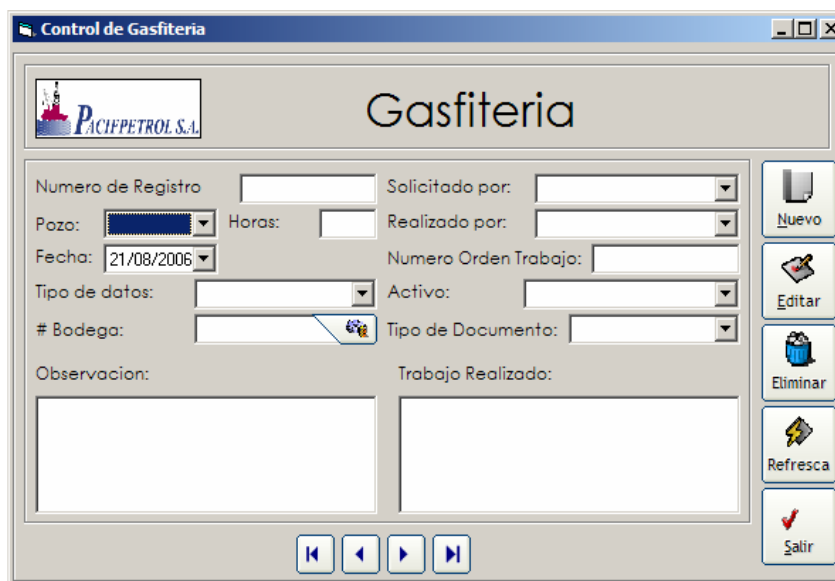 Control de Gasfiteria
PACIFPETROL S.A.
Gasfiteria
Numero de Registro
Solicitado por:
Pozo:
Horas:
Realizado por:
Fecha: 21/08/2006
Numero Orden Trabajo:
Tipo de datos:
Activo:
# Bodega:
Tipo de Documento:
Observacion:
Trabajo Realizado:
Nuevo
Editar
Eliminar
Refresca
Salir